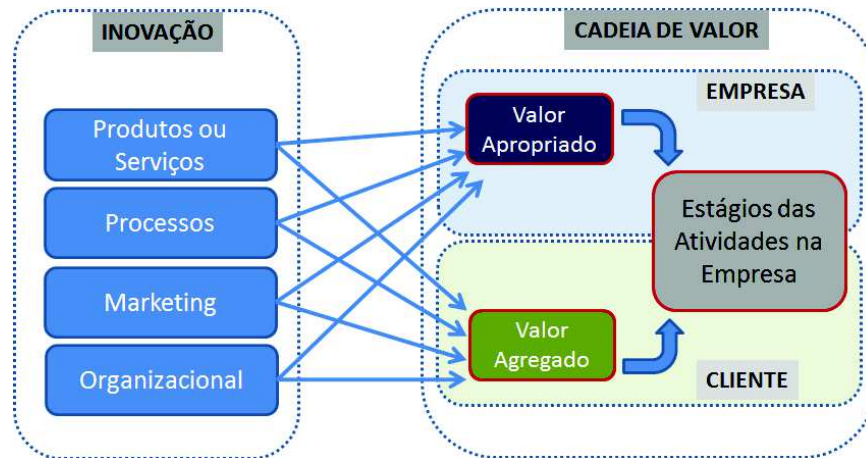 INOVAÇÃO
Produtos ou
Serviços
Processos
Marketing
Organizacional
CADEIA DE VALOR
EMPRESA
Valor
Apropriado
Estágios das
Atividades na
Empresa
Valor
Agregado
CLIENTE